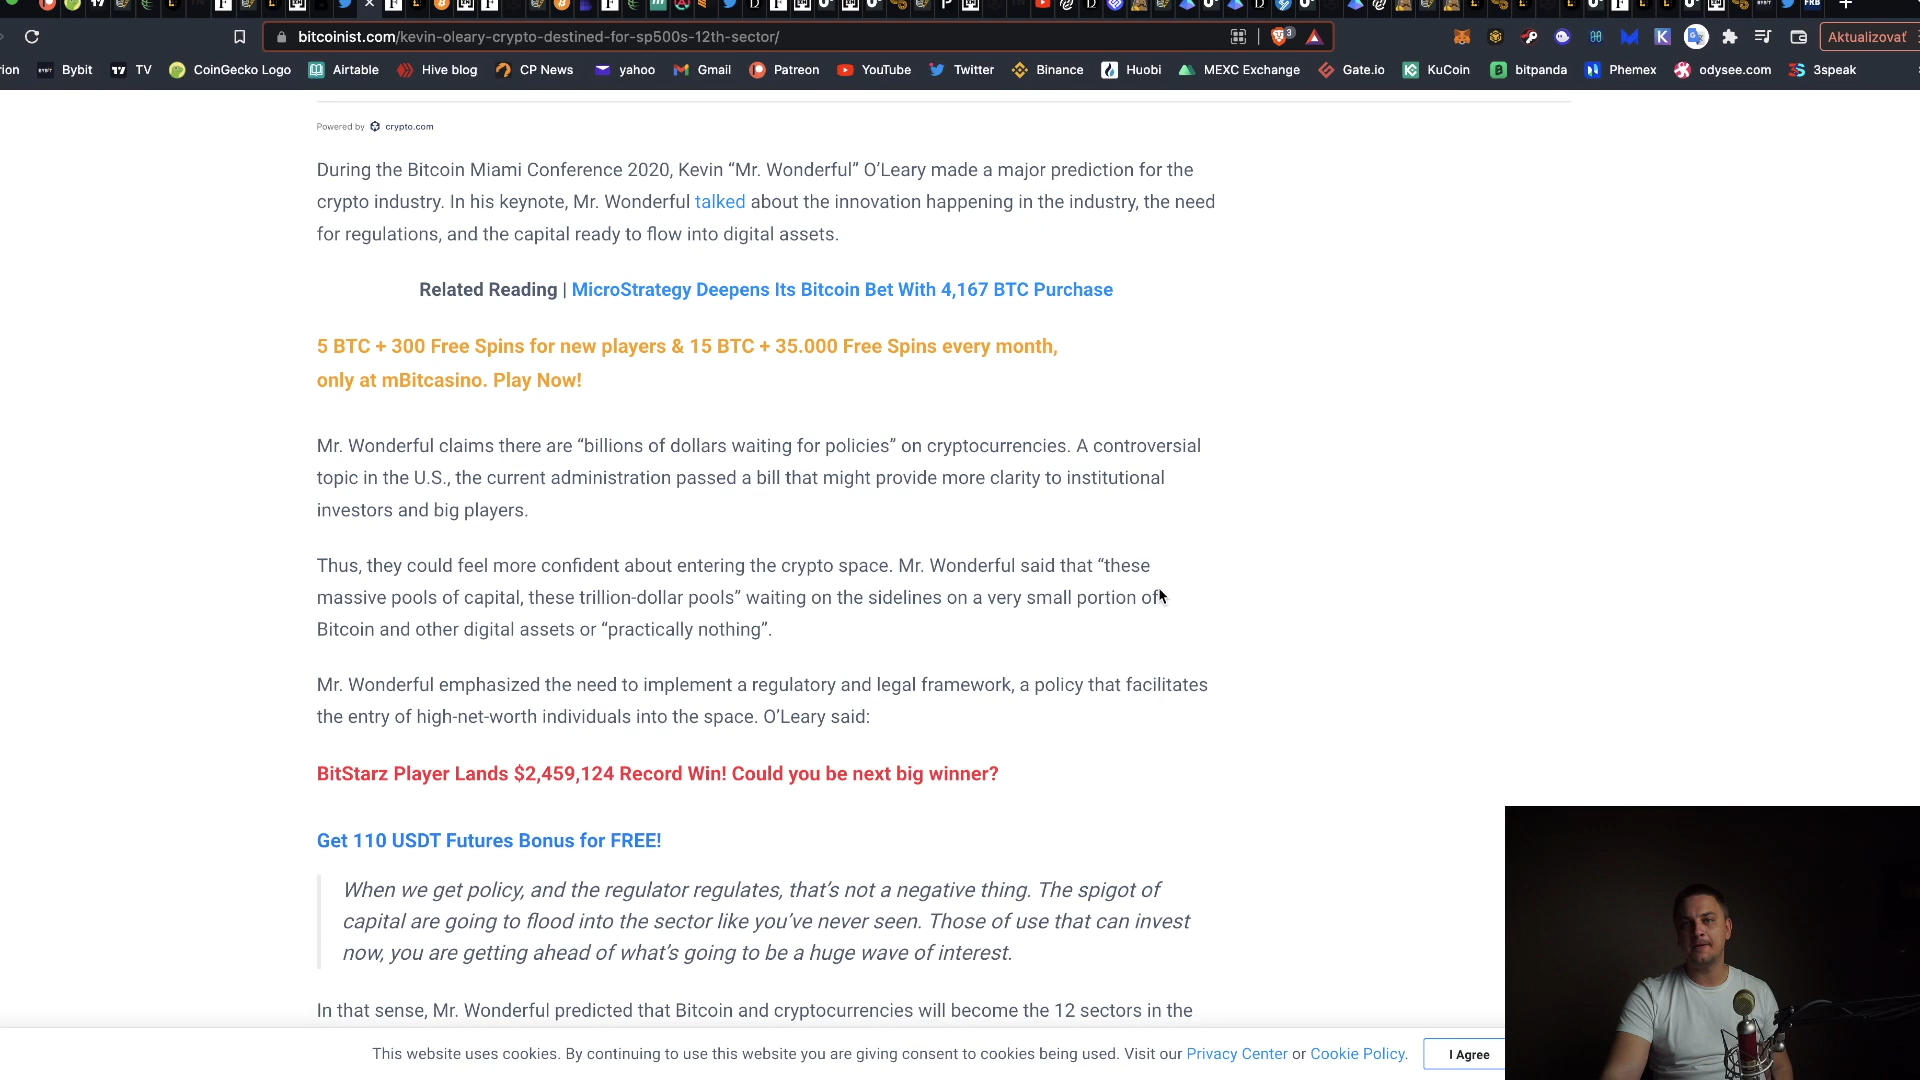 bitcoinist.com/kevin-oleary-crypto-destined-for-sp500s-12th-sector/
3
Aktualizovať
ion
Bybit
TV
CoinGecko Logo
Airtable
Hive blog
CP News
yahoo
Gmail
Patreon
YouTube
Twitter
Binance
Huobi
MEXC Exchange
Gate.io
KuCoin
bitpanda
Phemex
odysee.com
3speak
Powered by crypto.com
During the Bitcoin Miami Conference 2020, Kevin “Mr. Wonderful” O’Leary made a major prediction for the
crypto industry. In his keynote, Mr. Wonderful talked about the innovation happening in the industry, the need
for regulations, and the capital ready to flow into digital assets.
Related Reading | MicroStrategy Deepens Its Bitcoin Bet With 4,167 BTC Purchase
5 BTC + 300 Free Spins for new players & 15 BTC + 35.000 Free Spins every month,
only at mBitcasino. Play Now!
Mr. Wonderful claims there are “billions of dollars waiting for policies” on cryptocurrencies. A controversial
topic in the U.S., the current administration passed a bill that might provide more clarity to institutional
investors and big players.
Thus, they could feel more confident about entering the crypto space. Mr. Wonderful said that “these
massive pools of capital, these trillion-dollar pools” waiting on the sidelines on a very small portion of
Bitcoin and other digital assets or “practically nothing”.
Mr. Wonderful emphasized the need to implement a regulatory and legal framework, a policy that facilitates
the entry of high-net-worth individuals into the space. O’Leary said:
BitStarz Player Lands $2,459,124 Record Win! Could you be next big winner?
Get 110 USDT Futures Bonus for FREE!
When we get policy, and the regulator regulates, that’s not a negative thing. The spigot of
capital are going to flood into the sector like you’ve never seen. Those of use that can invest
now, you are getting ahead of what’s going to be a huge wave of interest.
In that sense, Mr. Wonderful predicted that Bitcoin and cryptocurrencies will become the 12 sectors in the
This website uses cookies. By continuing to use this website you are giving consent to cookies being used. Visit our Privacy Center or Cookie Policy.
I Agree